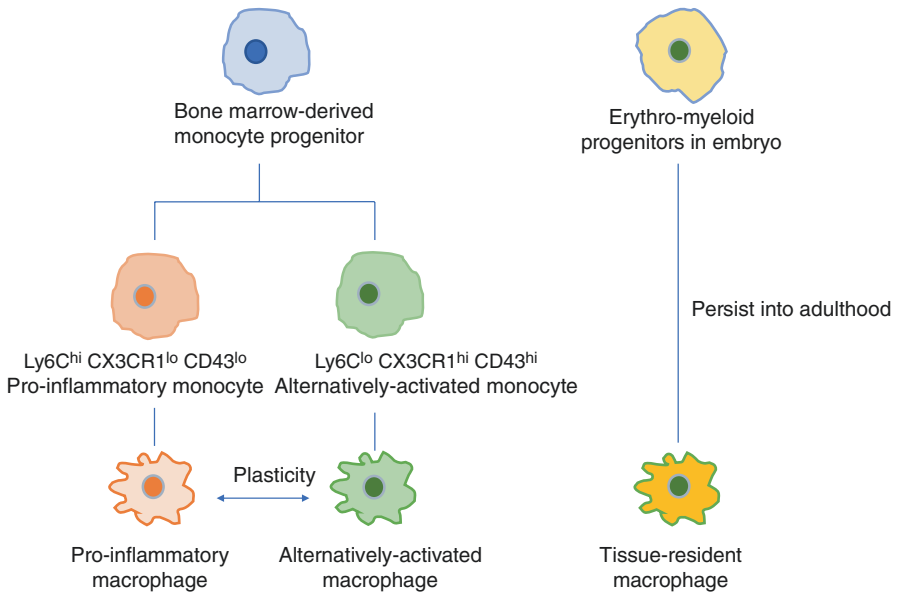 Bone marrow-derived
monocyte progenitor
Erythro-myeloid
progenitors in embryo
Persist into adulthood
Ly6Chi CX3CR1lo CD43lo
Pro-inflammatory monocyte
Ly6Clo CX3CR1hi CD43hi
Alternatively-activated monocyte
Plasticity
Pro-inflammatory
macrophage
Alternatively-activated
macrophage
Tissue-resident
macrophage